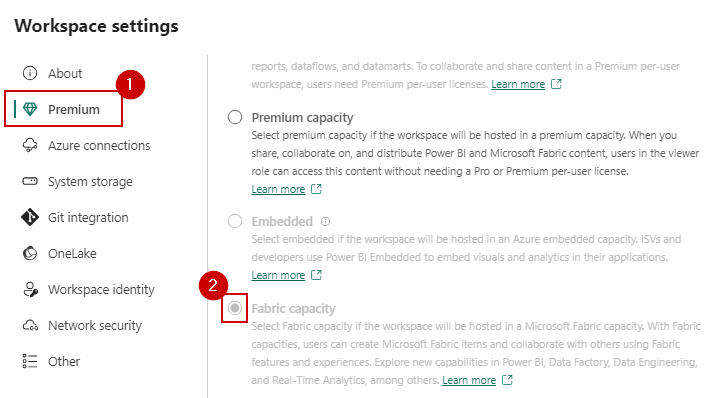 Workspace settings
About
1
Premium
Azure connections
System storage
Git integration
OneLake
Workspace identity
Network security
Other
reports, dataflows, and datamarts. To collaborate and share content in a Premium per-user
workspace, users need Premium per-user licenses. Learn more
Premium capacity
Select premium capacity if the workspace will be hosted in a premium capacity. When you
share, collaborate on, and distribute Power BI and Microsoft Fabric content, users in the viewer
role can access this content without needing a Pro or Premium per-user license.
Learn more
Embedded
Select embedded if the workspace will be hosted in an Azure embedded capacity. ISVs and
developers use Power BI Embedded to embed visuals and analytics in their applications.
Learn more
2
Fabric capacity
Select Fabric capacity if the workspace will be hosted in a Microsoft Fabric capacity. With Fabric
capacities, users can create Microsoft Fabric items and collaborate with others using Fabric
features and experiences. Explore new capabilities in Power BI, Data Factory, Data Engineering,
and Real-Time Analytics, among others. Learn more